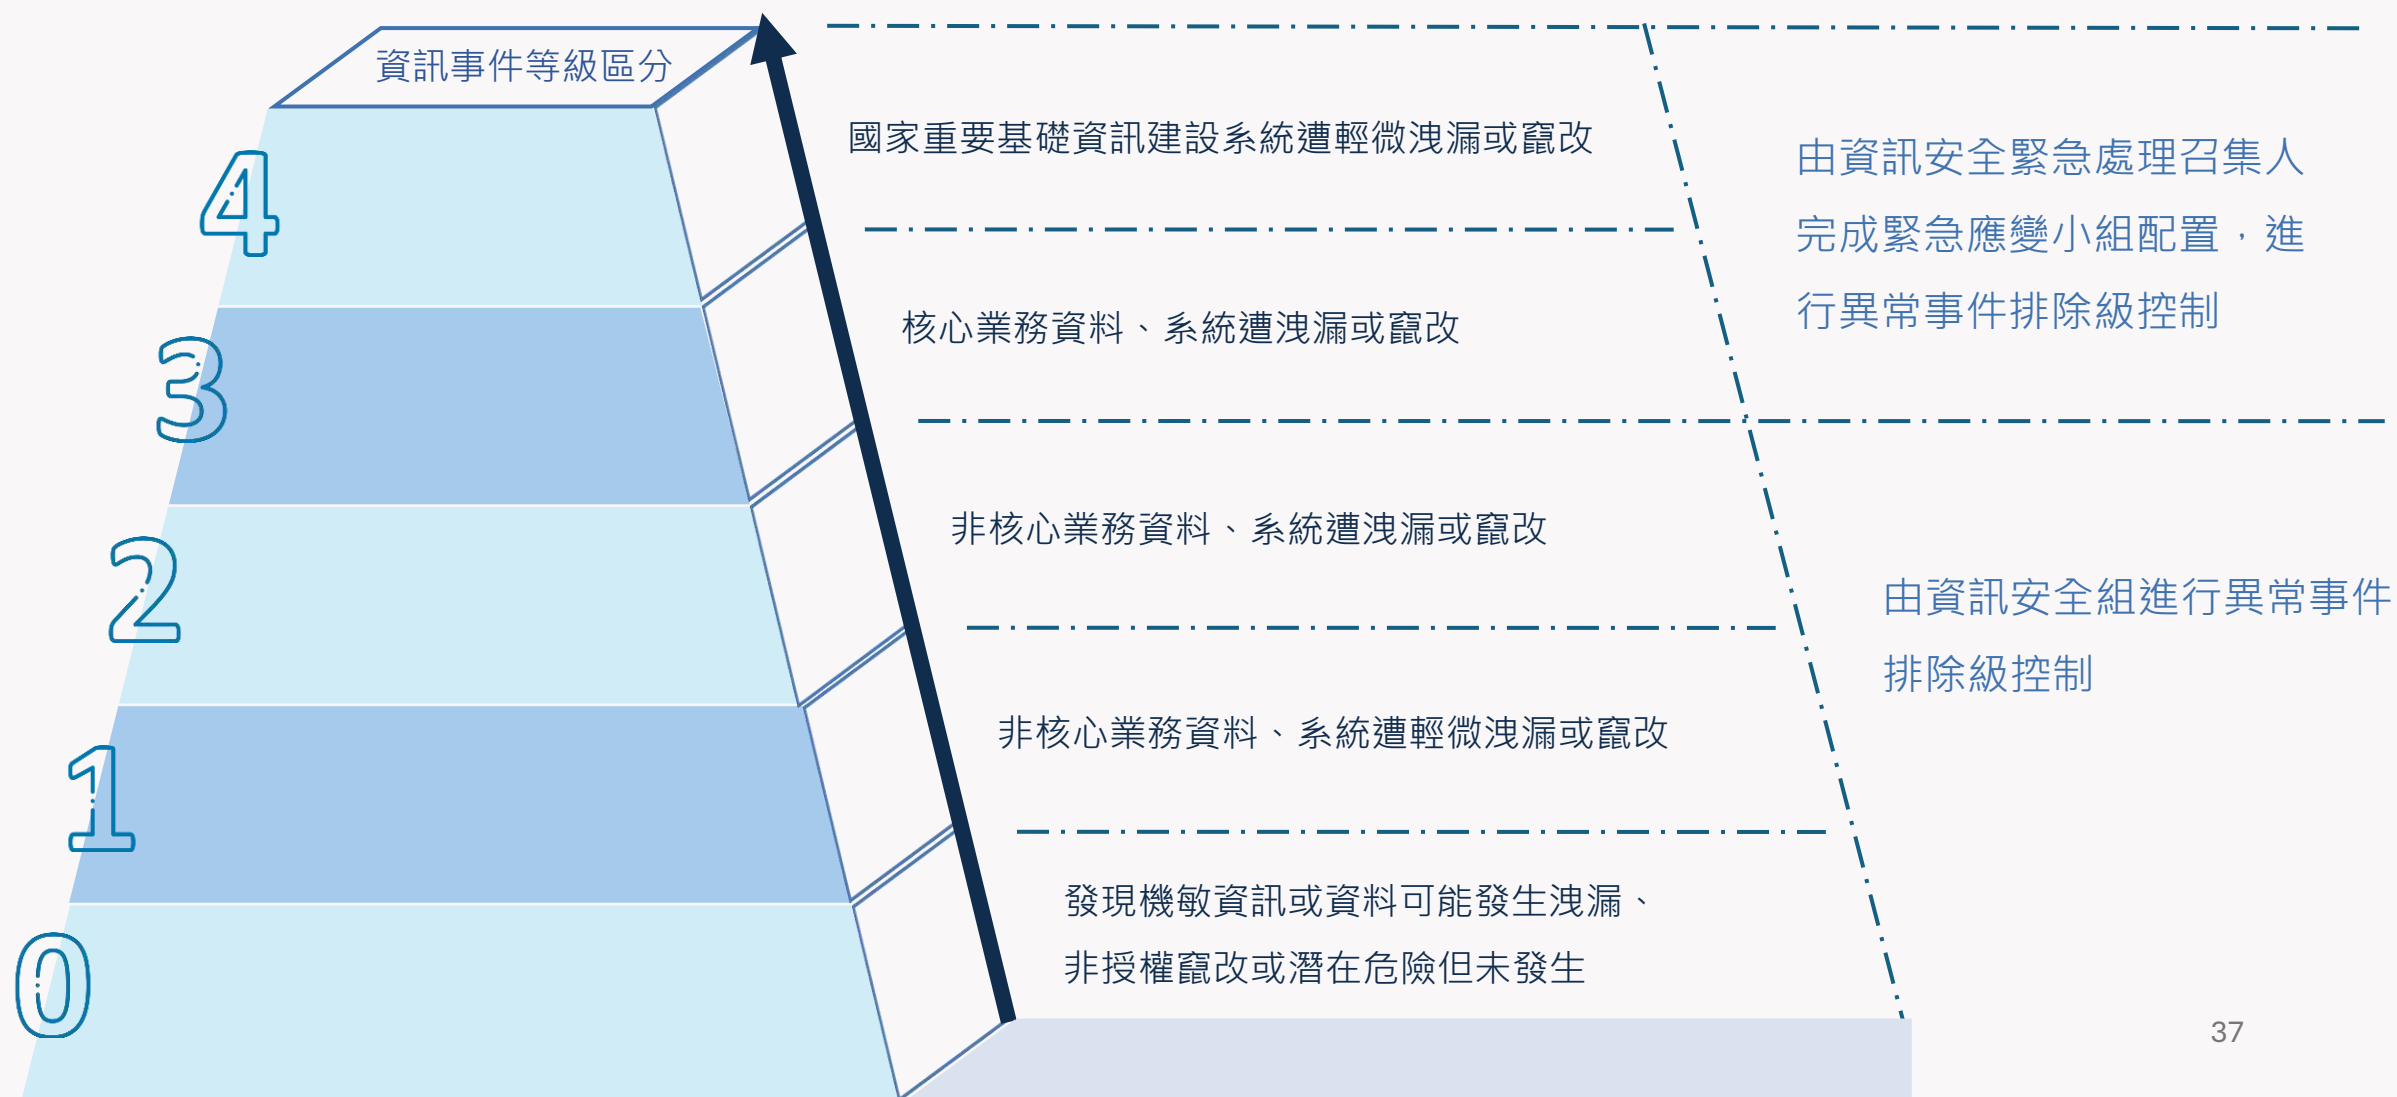 資訊事件等級區分
4
國家重要基礎資訊建設系統遭輕微洩漏或竄改
3
核心業務資料、系統遭洩漏或竄改
由資訊安全緊急處理召集人
完成緊急應變小組配置，進
行異常事件排除級控制
2
非核心業務資料、系統遭洩漏或竄改
1
非核心業務資料、系統遭輕微洩漏或竄改
0
發現機敏資訊或資料可能發生洩漏、
非授權竄改或潛在危險但未發生
由資訊安全組進行異常事件
排除級控制
37